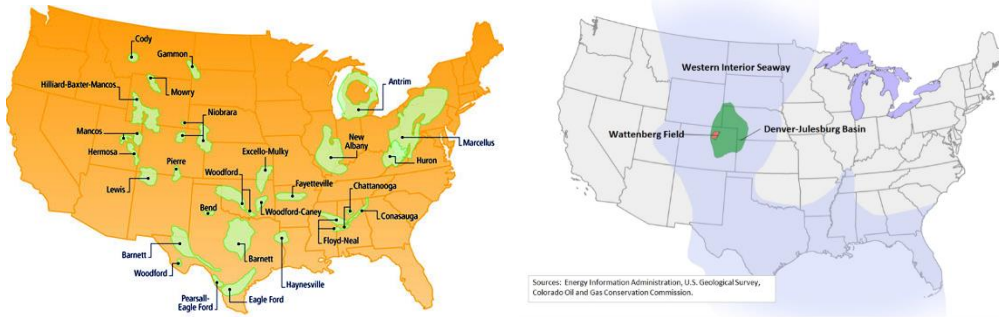 Cody
Gammon
Hilliard-Baxter-Mancos
Mowry
Niobrara
Antrim
Mancos
Hermosa
Pierre
Excello-Mulky
New
Albany
Marcellus
Huron
Lewis
Woodford
Fayetteville
Chattanooga
Bend
Woodford-Caney
Conasauga
Floyd-Neal
Barnett
Barnett
Woodford
Haynesville
Pearsall-
Eagle Ford
Eagle Ford
Western Interior Seaway
Wattenberg Field
Denver-Julesburg Basin
Sources: Energy Information Administration, U.S. Geological Survey,
Colorado Oil and Gas Conservation Commission.